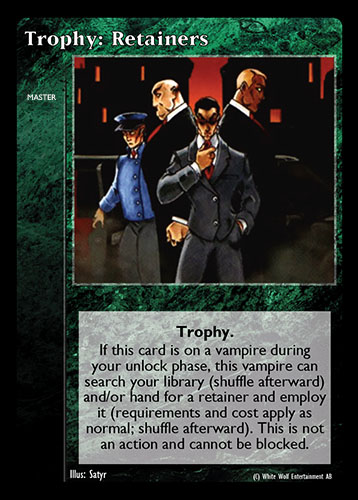 Trophy: Retainers
MASTER
Trophy.
If this card is on a vampire during
your unlock phase, this vampire can
search your library (shuffle afterward)
and/or hand for a retainer and employ
it (requirements and cost apply as
normal; shuffle afterward). This is not
an action and cannot be blocked.
Illus: Satyr
(C) White Wolf Entertainment AB